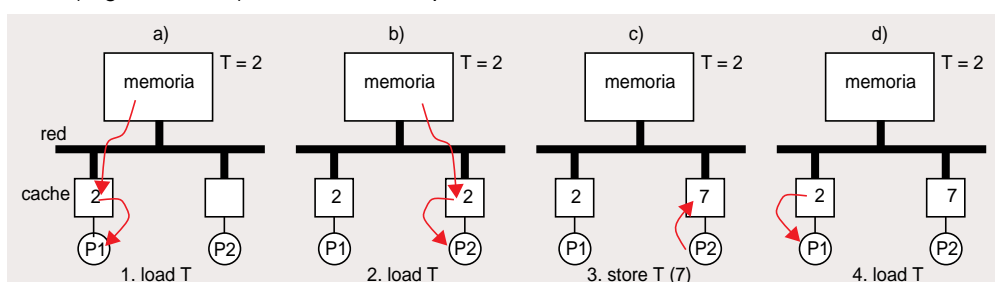 a) b) c) d)
T = 2 T = 2 T = 2 T = 2
memoria memoria memoria memoria
red
cache 2 2 2 2 7 2 7
P1 P2 P1 P2 P1 P2 P1 P2
1. load T 2. load T 3. store T (7) 4. load T